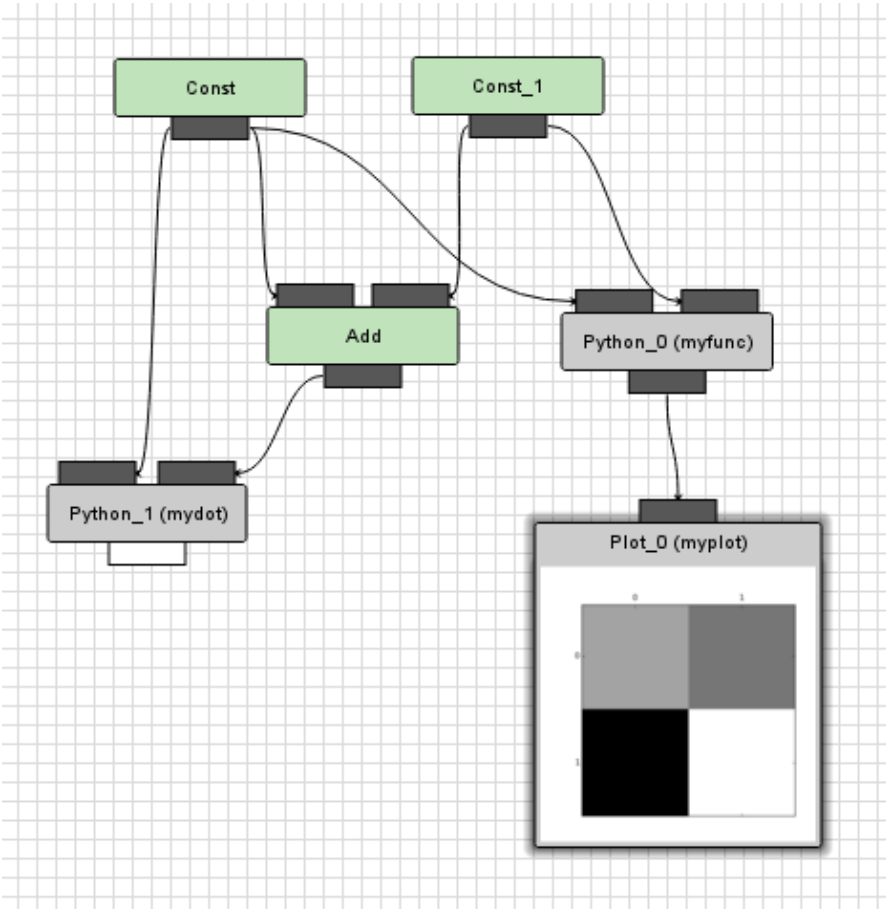 Const
Const_1
Add
Python_0 (myfunc)
Python_1 (mydot)
Plot_0 (myplot)
0 1
0
1